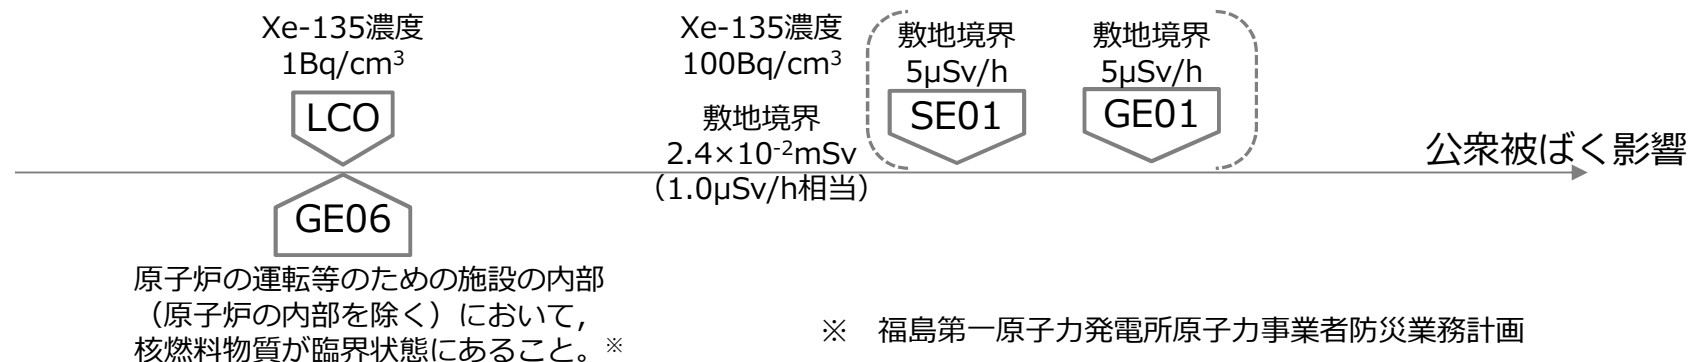 Xe-135濃度
1Bq/cm³
LCO
Xe-135濃度
100Bq/cm³
敷地境界
2.4×10⁻²mSv
（1.0μSv/h相当）
敷地境界
5μSv/h
SE01
敷地境界
5μSv/h
GE01
公衆被ばく影響
GE06
原子炉の運転等のための施設の内部
（原子炉の内部を除く）において，
核燃料物質が臨界状態にあること。※
※　福島第一原子力発電所原子力事業者防災業務計画